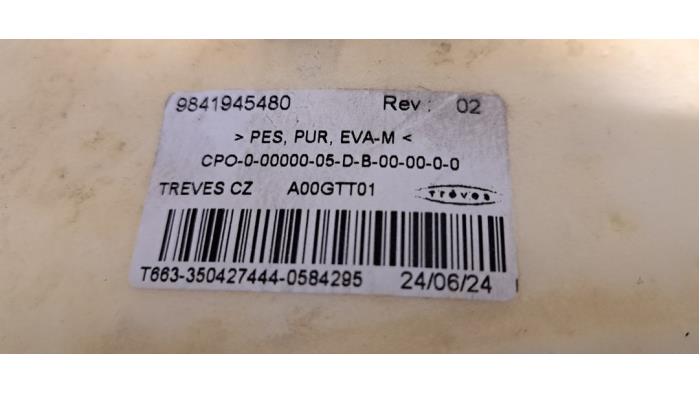 9841945480 Rev: 02
> PES, PUR, EVA-M <
CPO-0-00000-05-D-B-00-00-0-0
TREVES CZ A00GTT01 tréves
T663-350427444-0584295 24/06/24